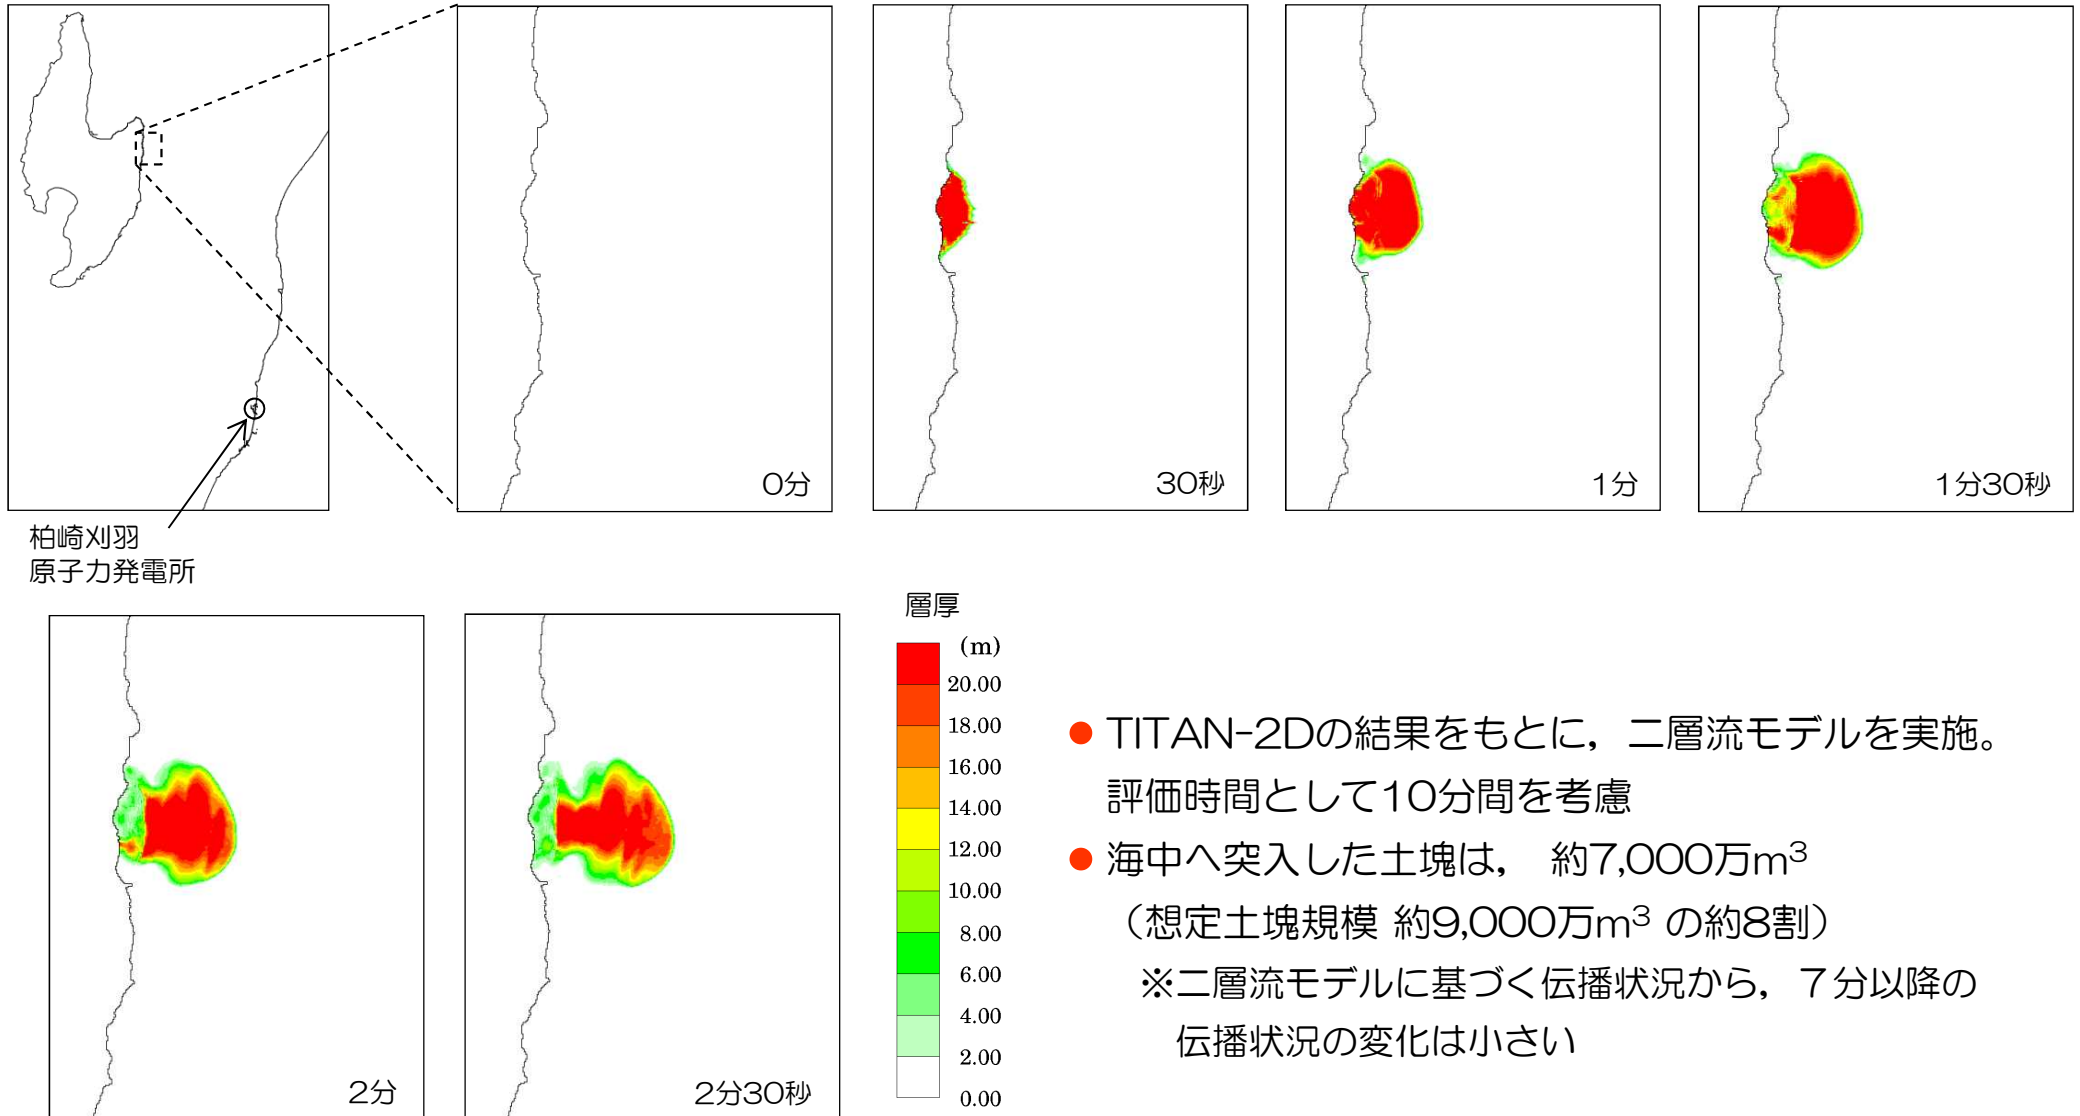 0分
30秒
1分
1分30秒
柏崎刈羽
原子力発電所
2分
2分30秒
層厚
(m)
20.00
18.00
16.00
14.00
12.00
10.00
8.00
6.00
4.00
2.00
0.00
● TITAN-2Dの結果をもとに，二層流モデルを実施。
評価時間として10分間を考慮
● 海中へ突入した土塊は， 約7,000万m³
（想定土塊規模 約9,000万m³ の約8割）
※二層流モデルに基づく伝播状況から，７分以降の
伝播状況の変化は小さい